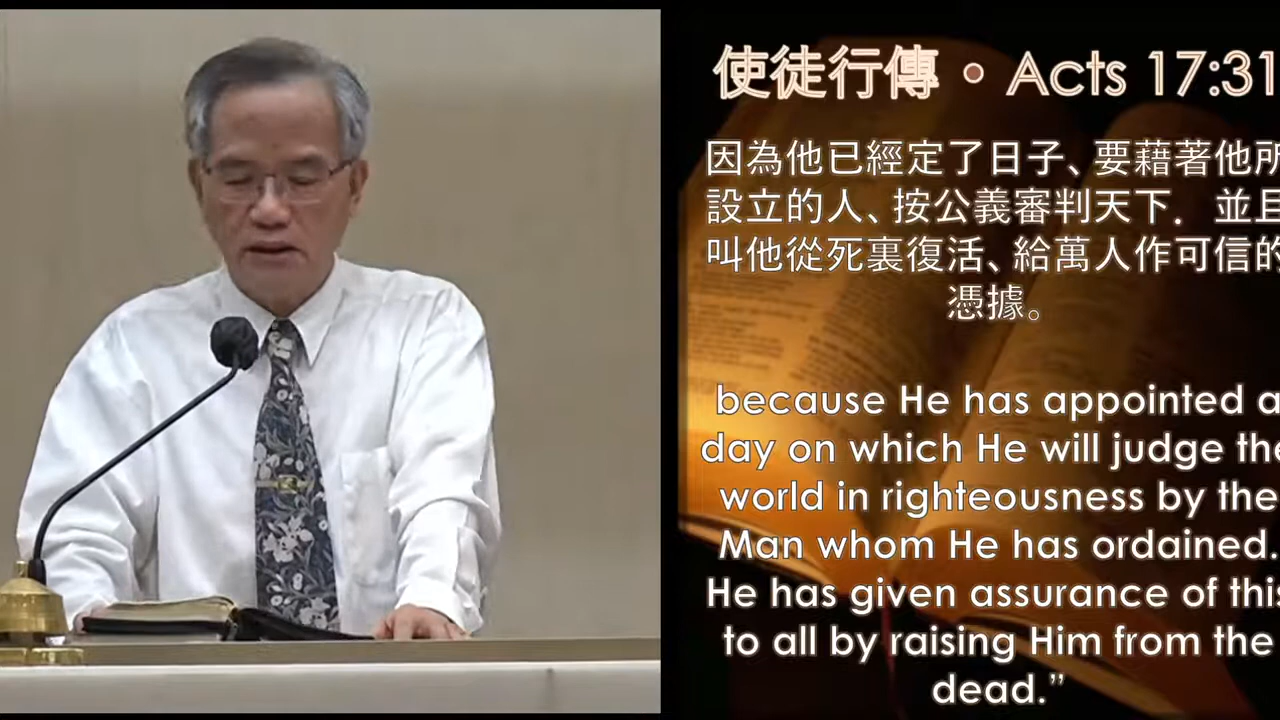 使徒行傳 • Acts 17:31
因為他已經定了日子、要藉著他所
設立的人、按公義審判天下． 並且
叫他從死裏復活、給萬人作可信的
憑據。
because He has appointed a
day on which He will judge the
world in righteousness by the
Man whom He has ordained.
He has given assurance of this
to all by raising Him from the
dead.”